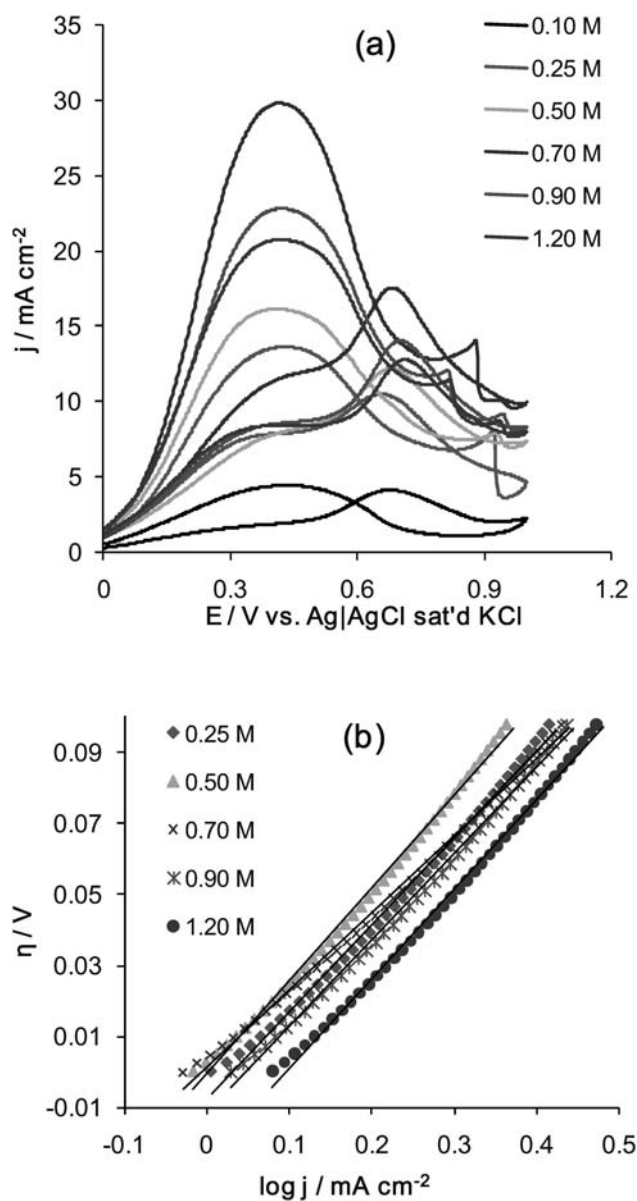 (a)
35
30
25
20
15
10
5
0
j / mA cm⁻²
0.10 M
0.25 M
0.50 M
0.70 M
0.90 M
1.20 M
0 0.3 0.6 0.9 1.2
E / V vs. Ag|AgCl sat'd KCl
(b)
0.09
0.07
0.05
0.03
0.01
-0.01
η / V
0.25 M
0.50 M
0.70 M
0.90 M
1.20 M
-0.1 0 0.1 0.2 0.3 0.4 0.5
log j / mA cm⁻²